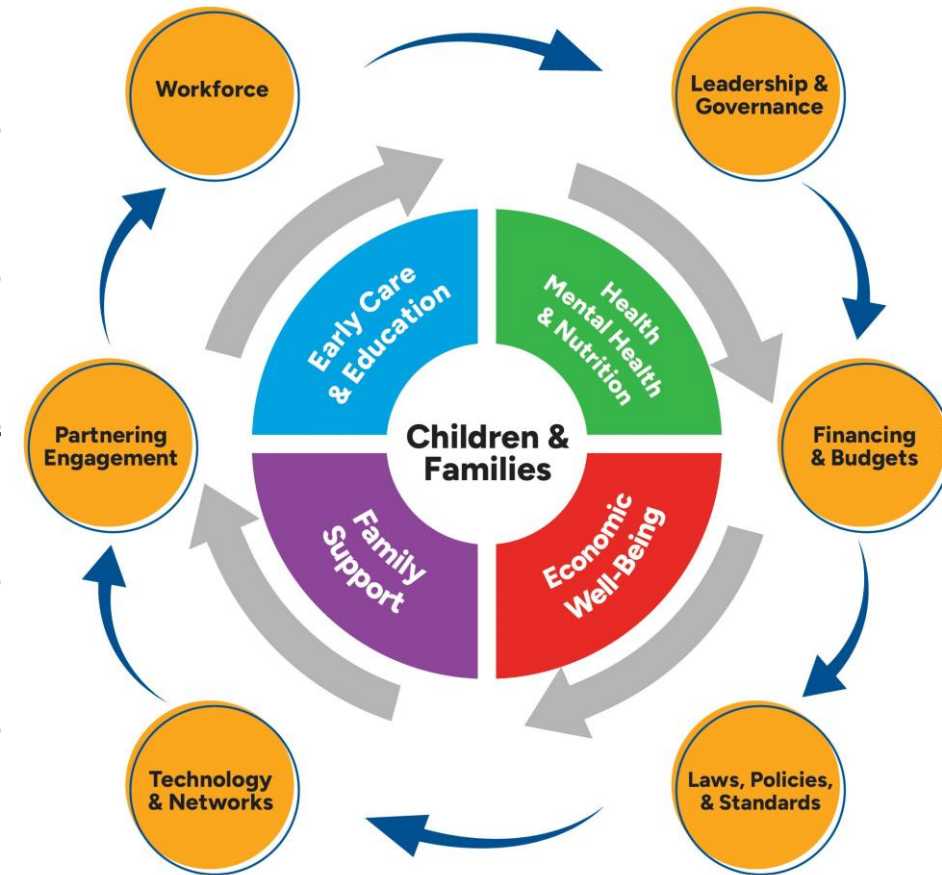 Workforce
Leadership &
Governance
Early Care
& Education
Health
Mental Health
& Nutrition
Partnering
Engagement
Children &
Families
Financing
& Budgets
Family
Support
Economic
Well-Being
Technology
& Networks
Laws, Policies,
& Standards